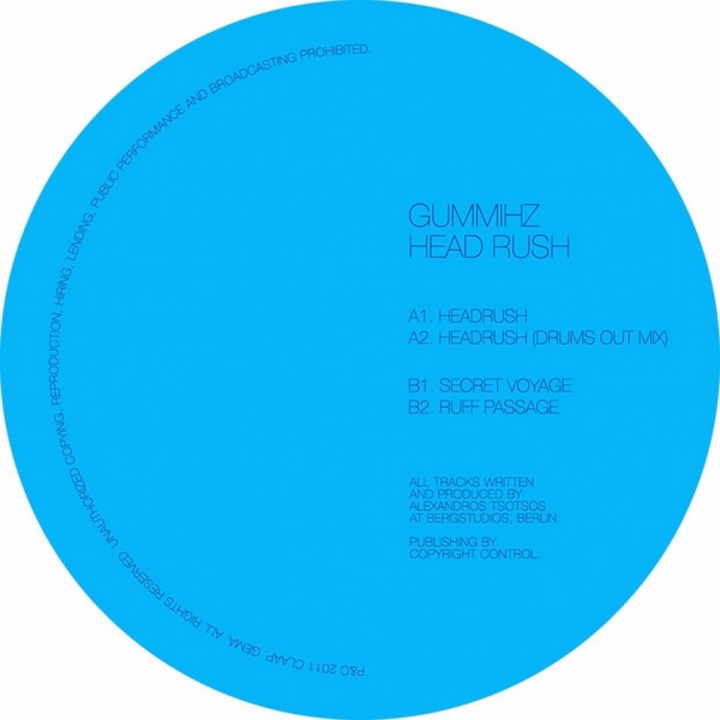 GUMMIHZ
HEAD RUSH
A1. HEADRUSH
A2. HEADRUSH (DRUMS OUT MIX)
B1. SECRET VOYAGE
B2. RUFF PASSAGE
ALL TRACKS WRITTEN
AND PRODUCED BY
ALEXANDROS TSOTSOS
AT BERGSTUDIOS, BERLIN.
PUBLISHING BY
COPYRIGHT CONTROL.
P&C 2011 CLAAP. GEMA. ALL RIGHTS RESERVED. UNAUTHORIZED COPYING, REPRODUCTION, HIRING, LENDING, PUBLIC PERFORMANCE AND BROADCASTING PROHIBITED.